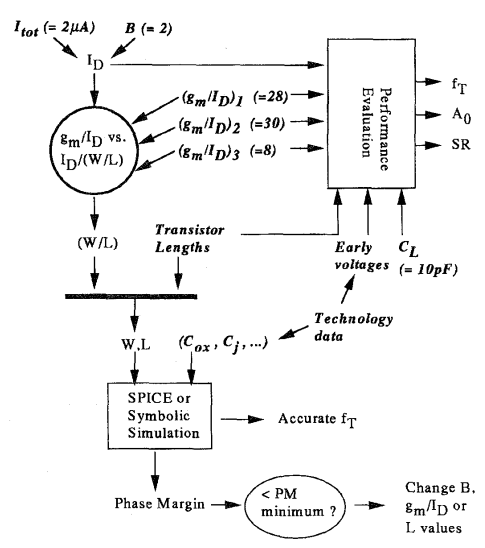 I_tot (= 2μA)
B (= 2)
I_D
(g_m/I_D)_1 (=28)
(g_m/I_D)_2 (=30)
(g_m/I_D)_3 (=8)
g_m/I_D vs.
I_D/(W/L)
Performance
Evaluation
f_T
A_0
SR
(W/L)
Transistor
Lengths
Early
voltages
C_L
(= 10pF)
Technology
data
W,L
(C_ox , C_j , ...)
SPICE or
Symbolic
Simulation
Accurate f_T
Phase Margin
< PM
minimum ?
Change B,
g_m/I_D or
L values